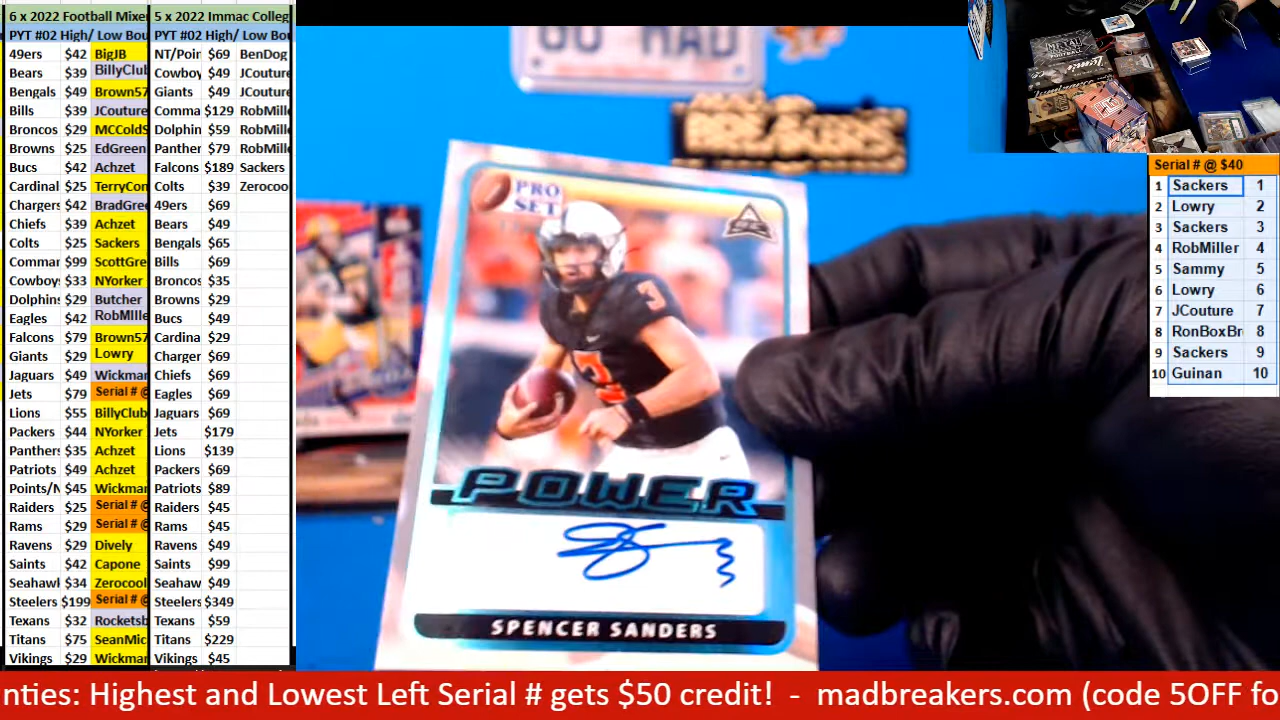 6 x 2022 Football Mixer
PYT #02 High/ Low Bou
49ers $42 BigJB
Bears $39 BillyClub
Bengals $49 Brown57
Bills $39 JCouture
Broncos $29 MCColdS
Browns $25 EdGreen
Bucs $42 Achzet
Cardinal $25 TerryCon
Chargers $42 BradGree
Chiefs $39 Achzet
Colts $25 Sackers
Comman $99 ScottGre
Cowboys $33 NYorker
Dolphins $29 Butcher
Eagles $42 RobMille
Falcons $79 Brown57
Giants $29 Lowry
Jaguars $49 Wickman
Jets $79 Serial # @
Lions $55 BillyClub
Packers $44 NYorker
Panthers $35 Achzet
Patriots $49 Achzet
Points/N $45 Wickman
Raiders $25 Serial # @
Rams $29 Serial # @
Ravens $29 Dively
Saints $42 Capone
Seahawk $34 Zerocool
Steelers $199 Serial # @
Texans $32 Rocketsb
Titans $75 SeanMic
Vikings $29 Wickman
5 x 2022 Immac Colleg
PYT #02 High/ Low Bou
NT/Poin $69 BenDog
Cowboy $49 JCouture
Giants $49 JCouture
Comma $129 RobMille
Dolphin $59 RobMille
Panther $79 RobMille
Falcons $189 Sackers
Colts $39 Zerocoo
49ers $69
Bears $49
Bengals $65
Bills $69
Broncos $35
Browns $29
Bucs $49
Cardina $29
Charger $69
Chiefs $69
Eagles $69
Jaguars $69
Jets $179
Lions $139
Packers $69
Patriots $89
Raiders $45
Rams $45
Ravens $49
Saints $99
Seahaw $49
Steelers $349
Texans $59
Titans $229
Vikings $45
GO MAD
BREAKERS
PRO
SET
3
POWER
SPENCER SANDERS
METAL
Serial # @ $40
1 Sackers 1
2 Lowry 2
3 Sackers 3
4 RobMiller 4
5 Sammy 5
6 Lowry 6
7 JCouture 7
8 RonBoxBr 8
9 Sackers 9
10 Guinan 10
nties: Highest and Lowest Left Serial # gets $50 credit! - madbreakers.com (code 5OFF fo